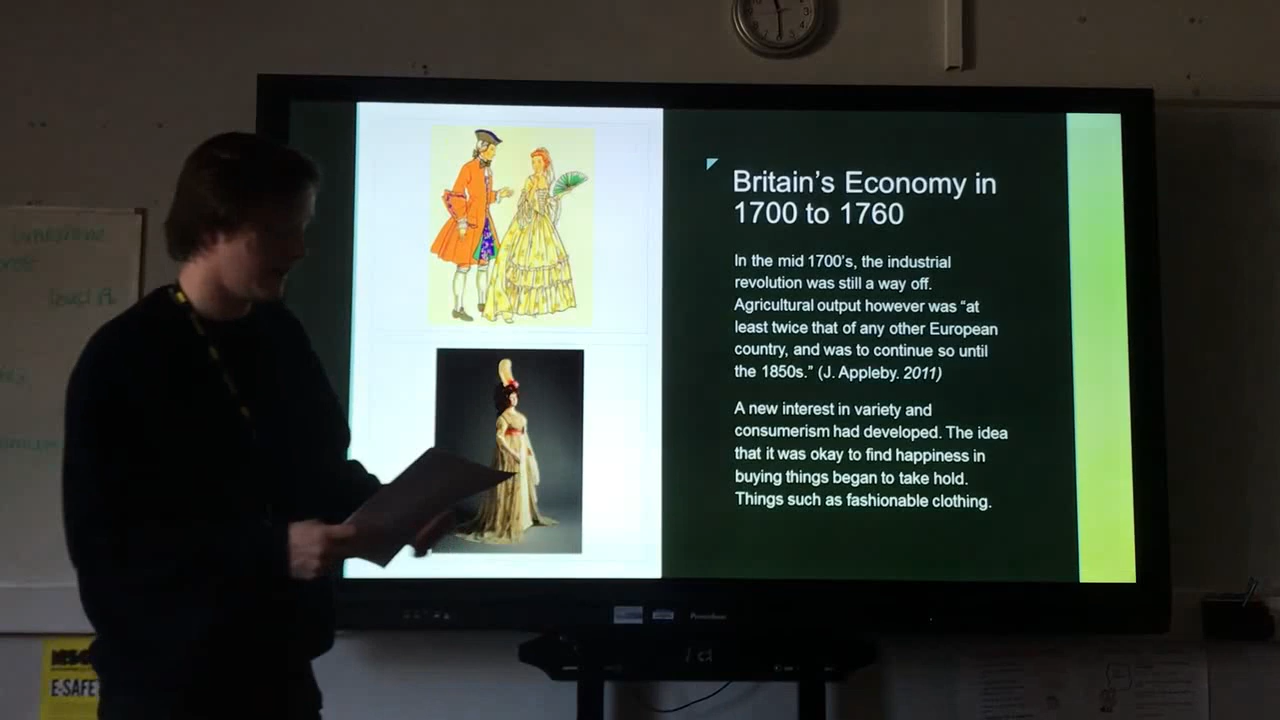 Britain's Economy in
1700 to 1760
In the mid 1700's, the industrial
revolution was still a way off.
Agricultural output however was “at
least twice that of any other European
country, and was to continue so until
the 1850s.” (J. Appleby. 2011)
A new interest in variety and
consumerism had developed. The idea
that it was okay to find happiness in
buying things began to take hold.
Things such as fashionable clothing.
E-SAFE